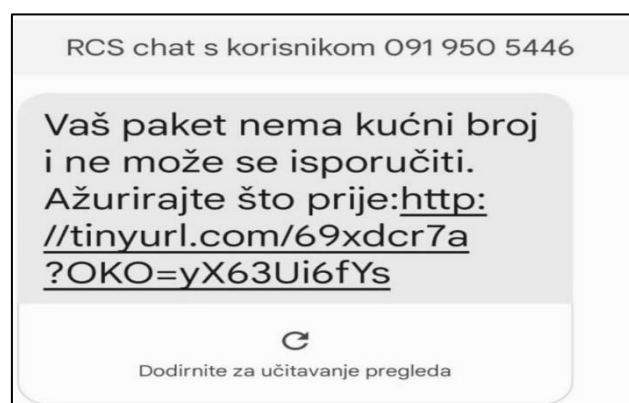 RCS chat s korisnikom 091 950 5446
Vaš paket nema kućni broj
i ne može se isporučiti.
Ažurirajte što prije:http:
//tinyurl.com/69xdcr7a
?OKO=yX63Ui6fYs
Dodirnite za učitavanje pregleda